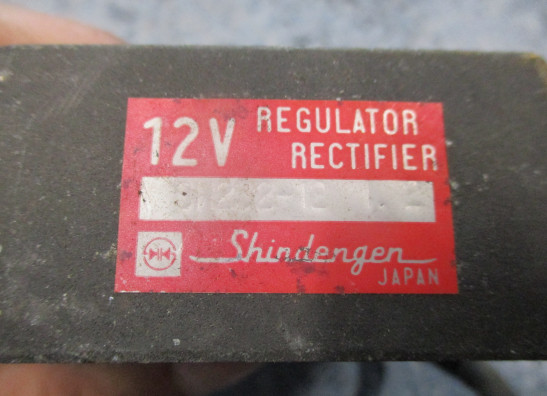 12V REGULATOR
RECTIFIER
Shindengen
JAPAN